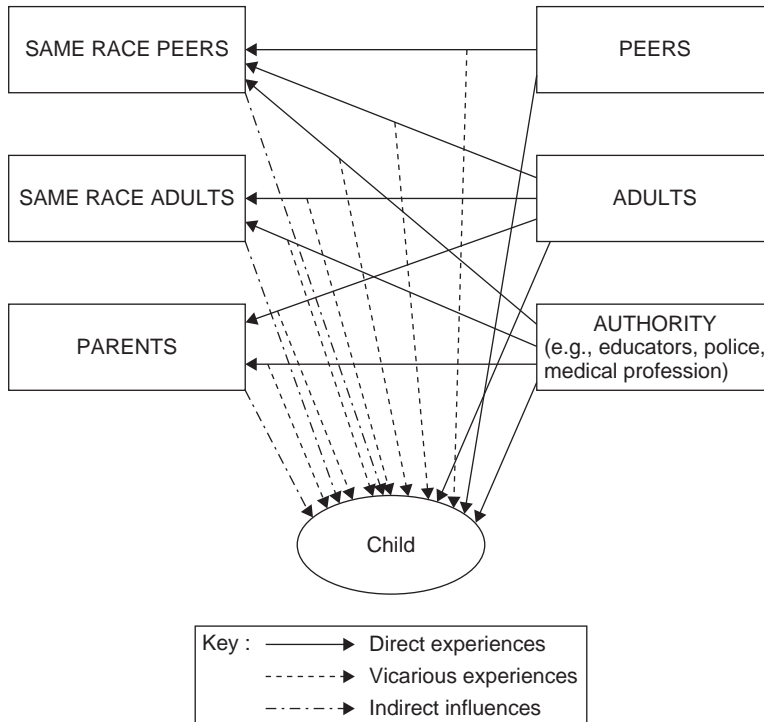 SAME RACE PEERS
PEERS
SAME RACE ADULTS
ADULTS
PARENTS
AUTHORITY
(e.g., educators, police,
medical profession)
Child
Key :
Direct experiences
Vicarious experiences
Indirect influences